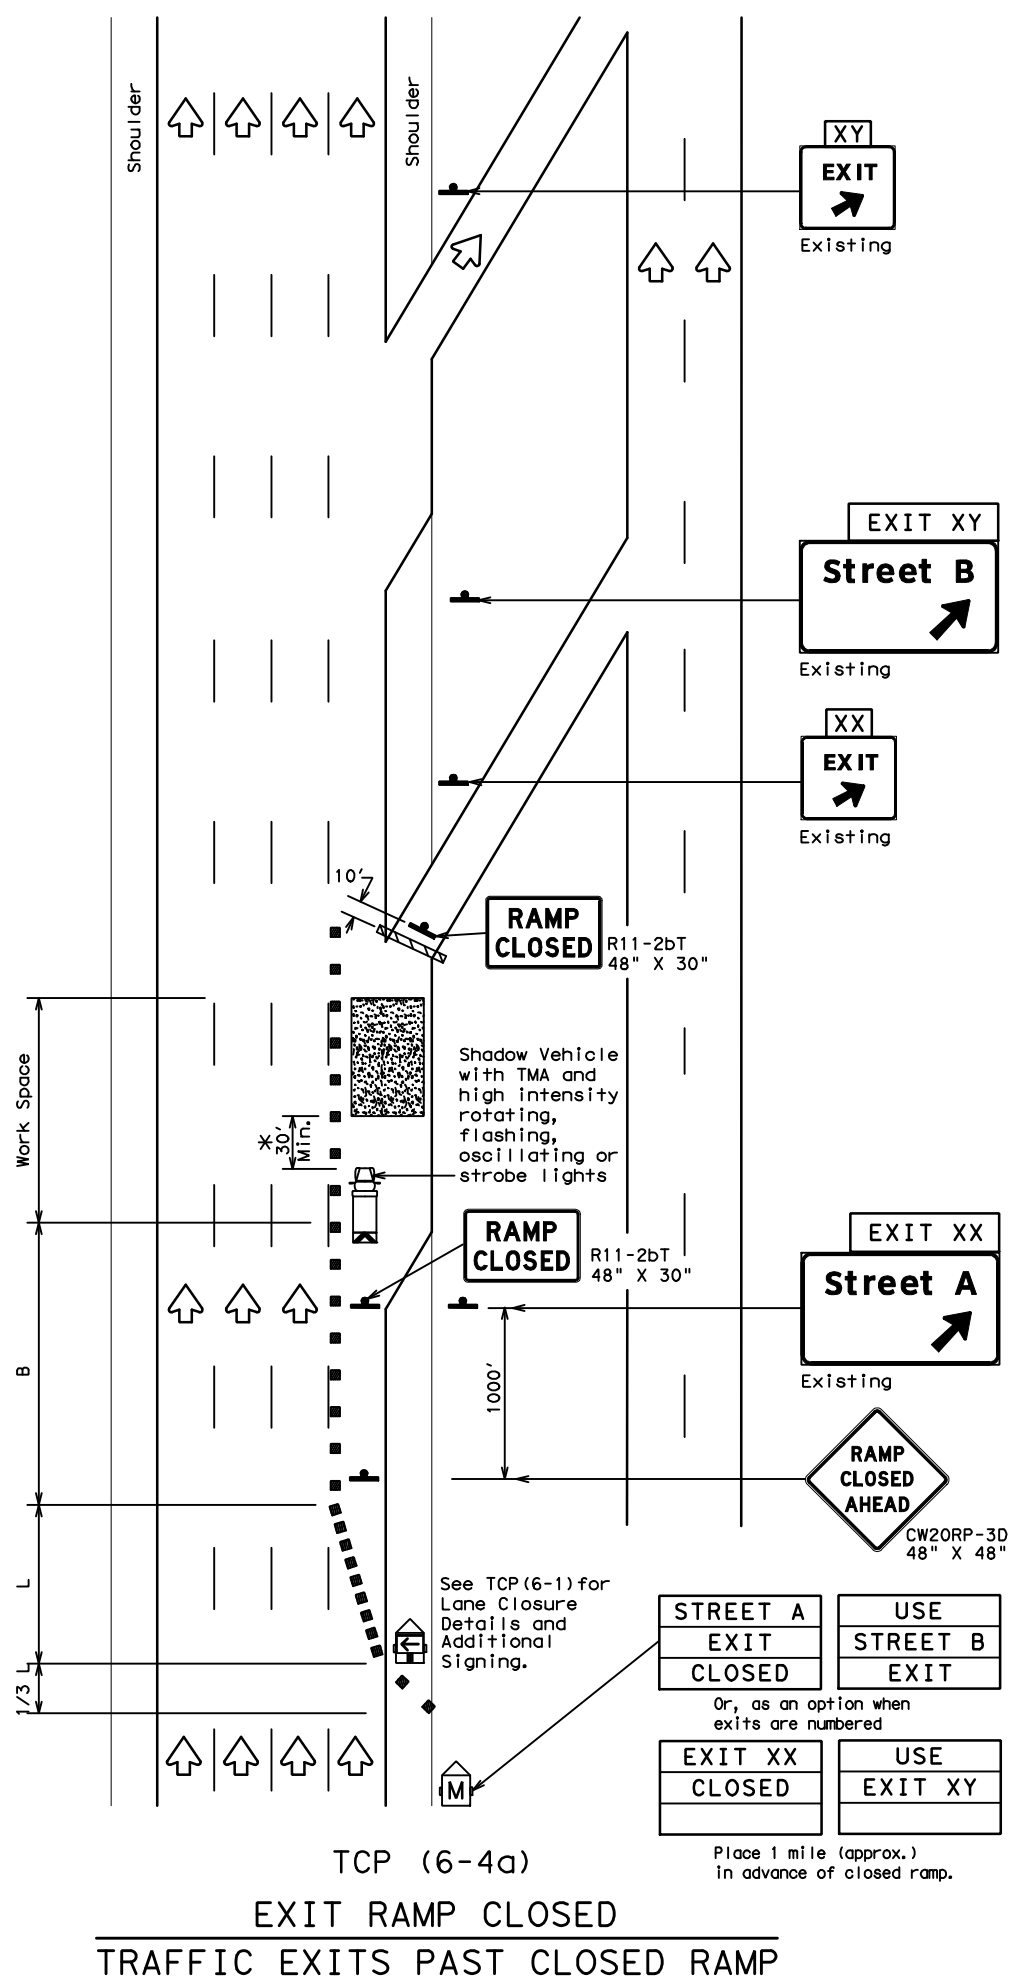 Shoulder
Shoulder
XY
EXIT
Existing
EXIT XY
Street B
Existing
XX
EXIT
Existing
10'
RAMP
CLOSED
R11-2bT
48" X 30"
Work Space
Shadow Vehicle
with TMA and
high intensity
rotating,
flashing,
oscillating or
strobe lights
*
30'
Min.
RAMP
CLOSED
R11-2bT
48" X 30"
EXIT XX
Street A
Existing
B
1000'
RAMP
CLOSED
AHEAD
CW20RP-3D
48" X 48"
L
See TCP(6-1)for
Lane Closure
Details and
Additional
Signing.
1/3 L
STREET A
EXIT
CLOSED
USE
STREET B
EXIT
Or, as an option when
exits are numbered
EXIT XX
CLOSED
USE
EXIT XY
M
Place 1 mile (approx.)
in advance of closed ramp.
TCP (6-4a)
EXIT RAMP CLOSED
TRAFFIC EXITS PAST CLOSED RAMP